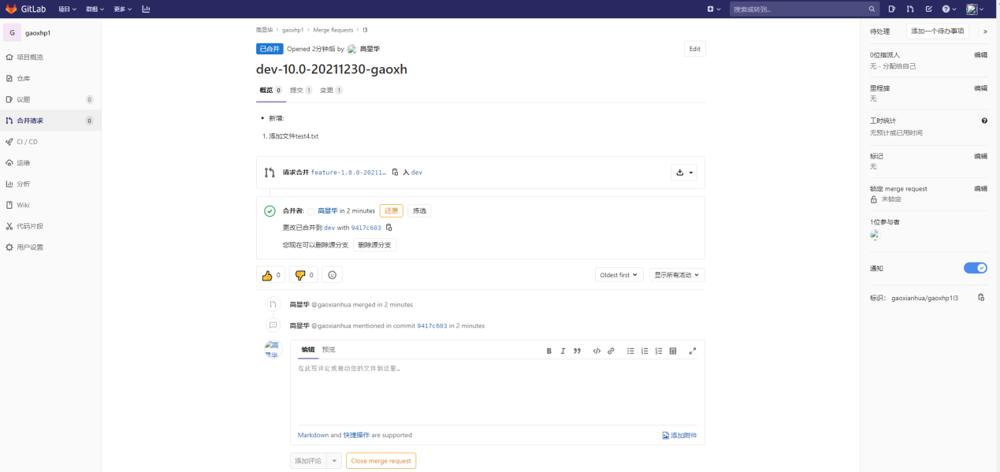 GitLab 项目 群组 更多 搜索或转到...
G gaoxhp1
项目概览
仓库
议题 0
合并请求 0
CI / CD
运维
分析
Wiki
代码片段
用户设置
高显华 > gaoxhp1 > Merge Requests > !3
已合并 Opened 2分钟后 by 高显华 Edit
dev-10.0-20211230-gaoxh
概览 0 提交 1 变更 1
• 新增:
1. 添加文件test4.txt
请求合并 feature-1.0.0-20211... 入 dev
合并者: 高显华 in 2 minutes 还原 拣选
更改已合并到 dev with 9417c603
您现在可以删除源分支 删除源分支
0 0 Oldest first 显示所有活动
高显华 @gaoxianhua merged in 2 minutes
高显华 @gaoxianhua mentioned in commit 9417c603 in 2 minutes
高显华
编辑 预览
在此写评论或拖动您的文件到这里...
Markdown and 快捷操作 are supported 添加附件
添加评论 Close merge request
待处理 添加一个待办事项 »
0位指派人 编辑
无 - 分配给自己
里程碑 编辑
无
工时统计
无预计或已用时间
标记 编辑
无
锁定 merge request 编辑
未锁定
1位参与者
通知
标识: gaoxianhua/gaoxhp1!3